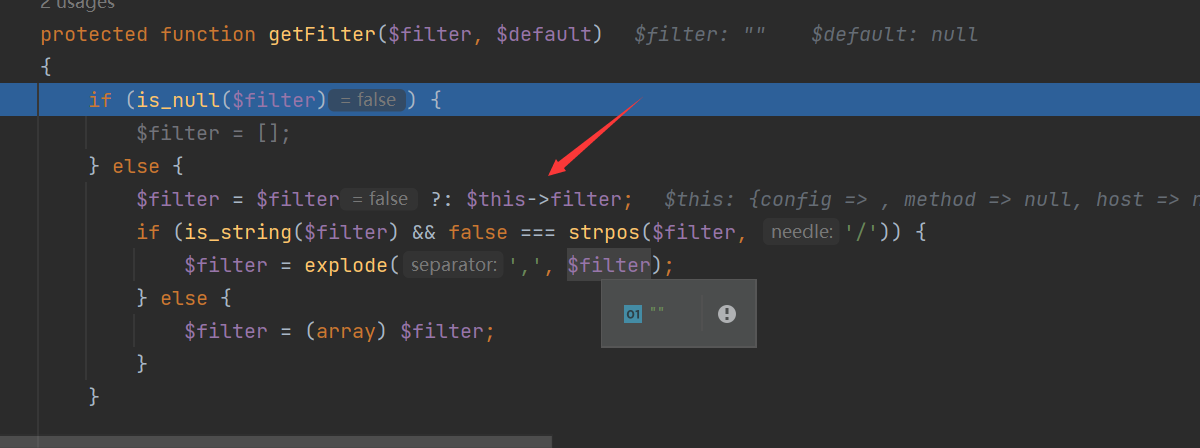 2 usages
protected function getFilter($filter, $default) $filter: "" $default: null
{
if (is_null($filter) = false ) {
$filter = [];
} else {
$filter = $filter = false ?: $this->filter; $this: {config => , method => null, host => n
if (is_string($filter) && false === strpos($filter, needle: '/')) {
$filter = explode( separator: ',', $filter);
} else {
01 ""
$filter = (array) $filter;
}
}